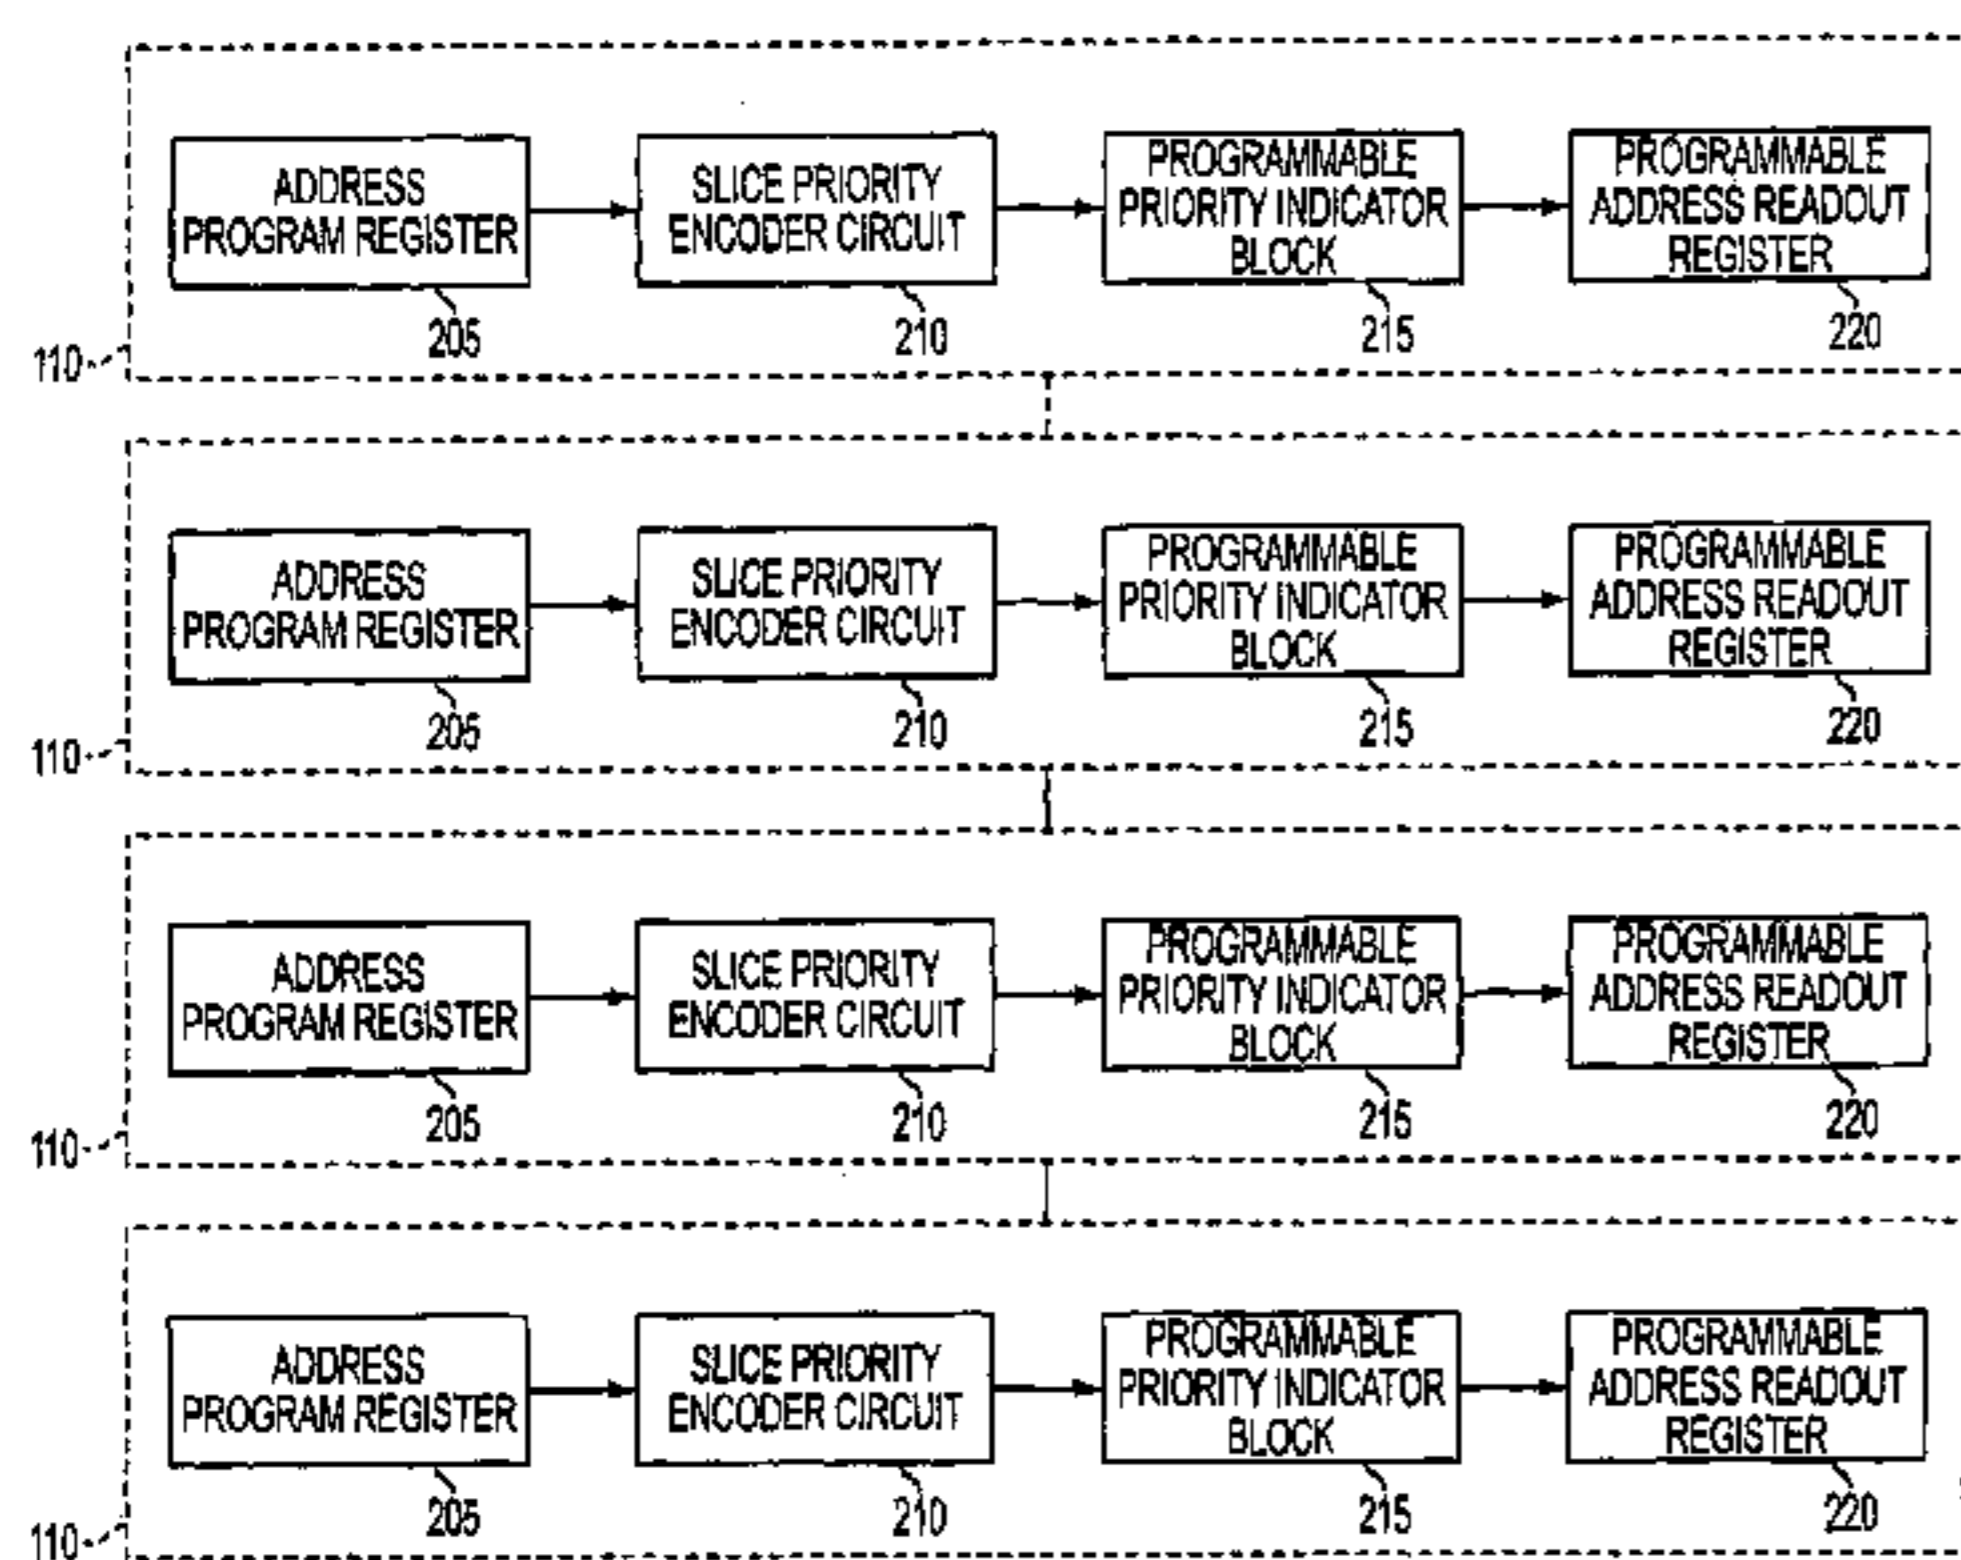 ADDRESS
PROGRAM REGISTER
SLICE PRIORITY
ENCODER CIRCUIT
PROGRAMMABLE
PRIORITY INDICATOR
BLOCK
PROGRAMMABLE
ADDRESS READOUT
REGISTER
205
210
215
220
110
ADDRESS
PROGRAM REGISTER
SLICE PRIORITY
ENCODER CIRCUIT
PROGRAMMABLE
PRIORITY INDICATOR
BLOCK
PROGRAMMABLE
ADDRESS READOUT
REGISTER
205
210
215
220
110
ADDRESS
PROGRAM REGISTER
SLICE PRIORITY
ENCODER CIRCUIT
PROGRAMMABLE
PRIORITY INDICATOR
BLOCK
PROGRAMMABLE
ADDRESS READOUT
REGISTER
205
210
215
220
110
ADDRESS
PROGRAM REGISTER
SLICE PRIORITY
ENCODER CIRCUIT
PROGRAMMABLE
PRIORITY INDICATOR
BLOCK
PROGRAMMABLE
ADDRESS READOUT
REGISTER
205
210
215
220
110